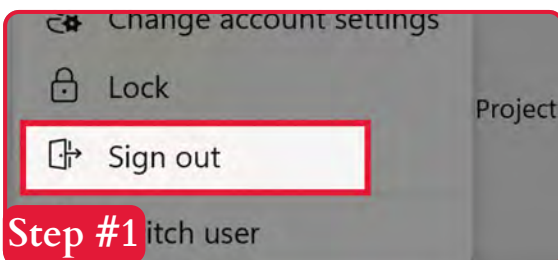 Change account settings
Lock
Project
Sign out
Step #1
itch user